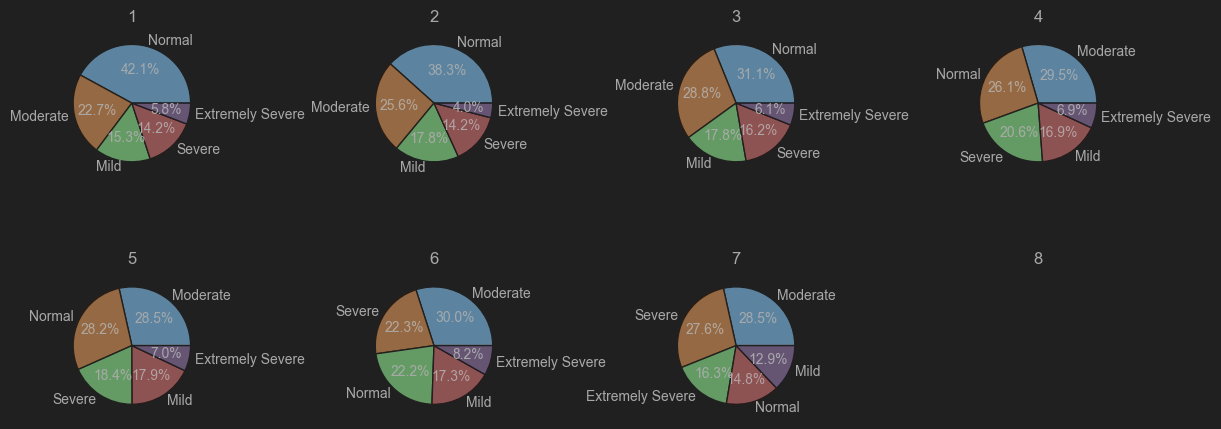 1
Normal
42.1%
Moderate
22.7%
Mild
15.3%
Severe
14.2%
Extremely Severe
5.8%
2
Normal
38.3%
Moderate
25.6%
Mild
17.8%
Severe
14.2%
Extremely Severe
4.0%
3
Normal
31.1%
Moderate
28.8%
Mild
17.8%
Severe
16.2%
Extremely Severe
6.1%
4
Moderate
29.5%
Normal
26.1%
Severe
20.6%
Mild
16.9%
Extremely Severe
6.9%
5
Moderate
28.5%
Normal
28.2%
Severe
18.4%
Mild
17.9%
Extremely Severe
7.0%
6
Moderate
30.0%
Severe
22.3%
Normal
22.2%
Mild
17.3%
Extremely Severe
8.2%
7
Moderate
28.5%
Severe
27.6%
Extremely Severe
16.3%
Normal
14.8%
Mild
12.9%
8